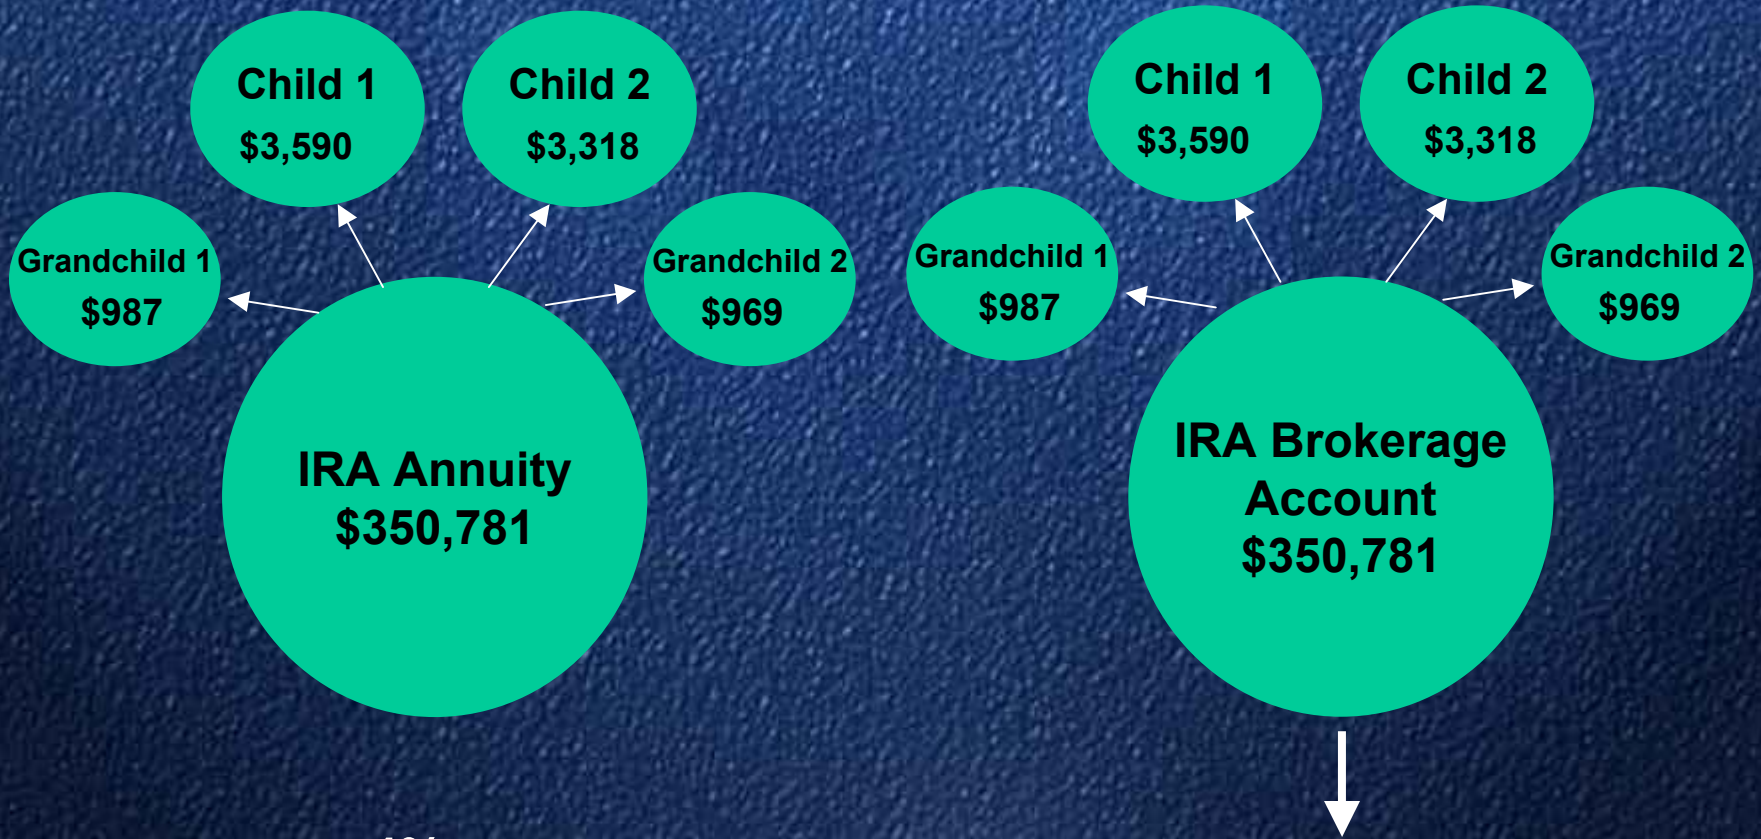 Child 1
$3,590
Child 2
$3,318
Grandchild 1
$987
Grandchild 2
$969
IRA Annuity
$350,781
Child 1
$3,590
Child 2
$3,318
Grandchild 1
$987
Grandchild 2
$969
IRA Brokerage
Account
$350,781